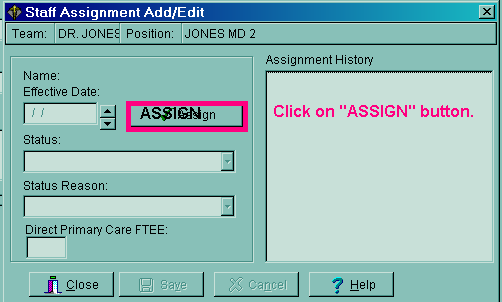 Staff Assignment Add/Edit
Team: DR. JONES Position: JONES MD 2
Name:
Effective Date:
/ /
ASSIGN
Assign
Status:
Status Reason:
Direct Primary Care FTEE:
Assignment History
Click on "ASSIGN" button.
Close Save Cancel ? Help